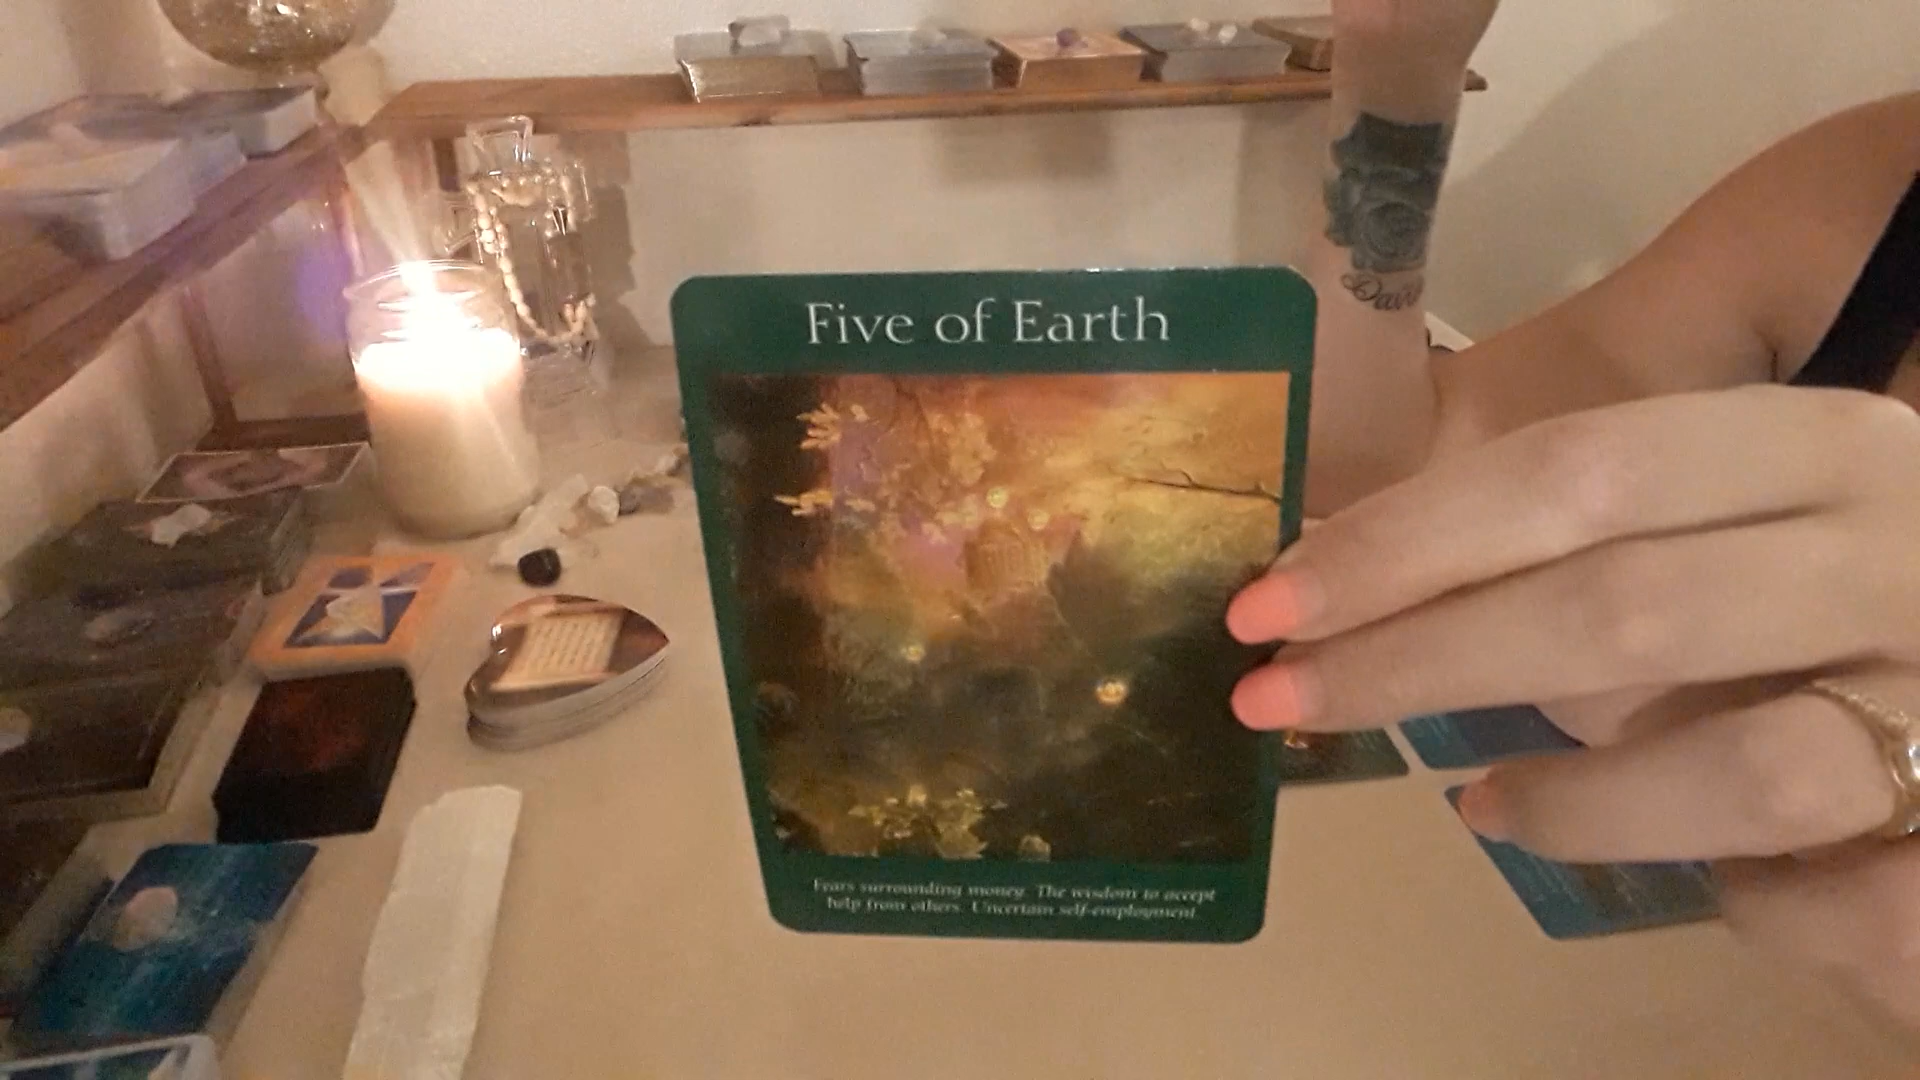 Five of Earth
Fears surrounding money. The wisdom to accept
help from others. Uncertain self-employment